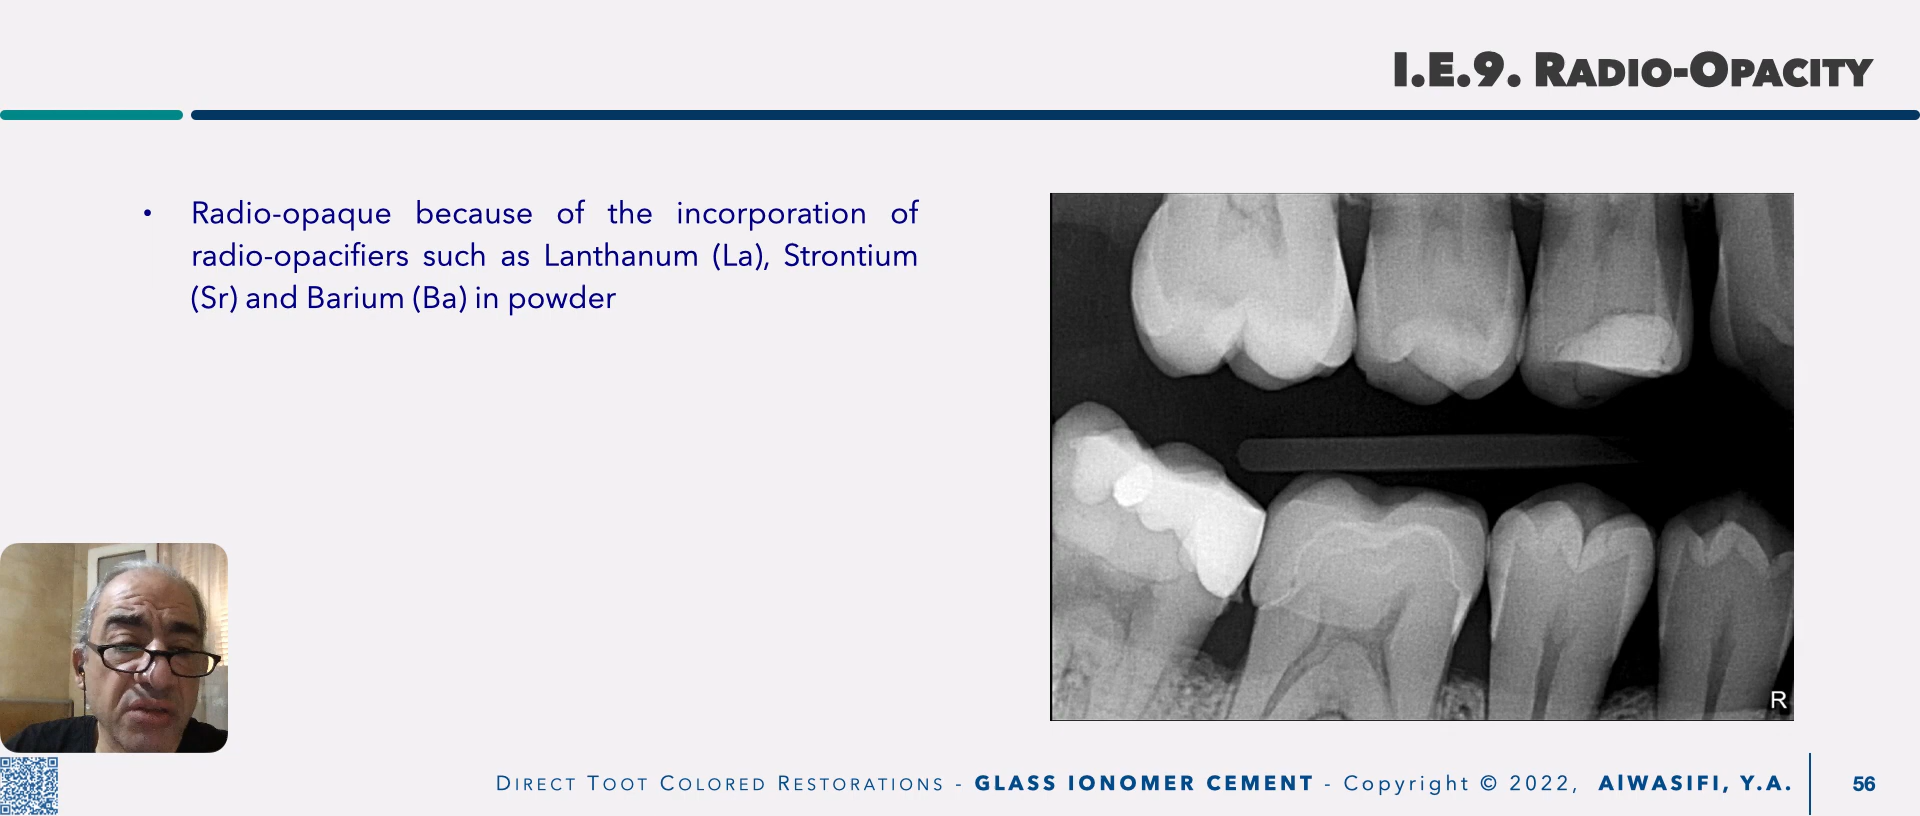 I.E.9. RADIO-OPACITY
• Radio-opaque because of the incorporation of
radio-opacifiers such as Lanthanum (La), Strontium
(Sr) and Barium (Ba) in powder
R
DIRECT TOOT COLORED RESTORATIONS - GLASS IONOMER CEMENT - Copyright © 2022, AlWASIFI, Y.A.
56